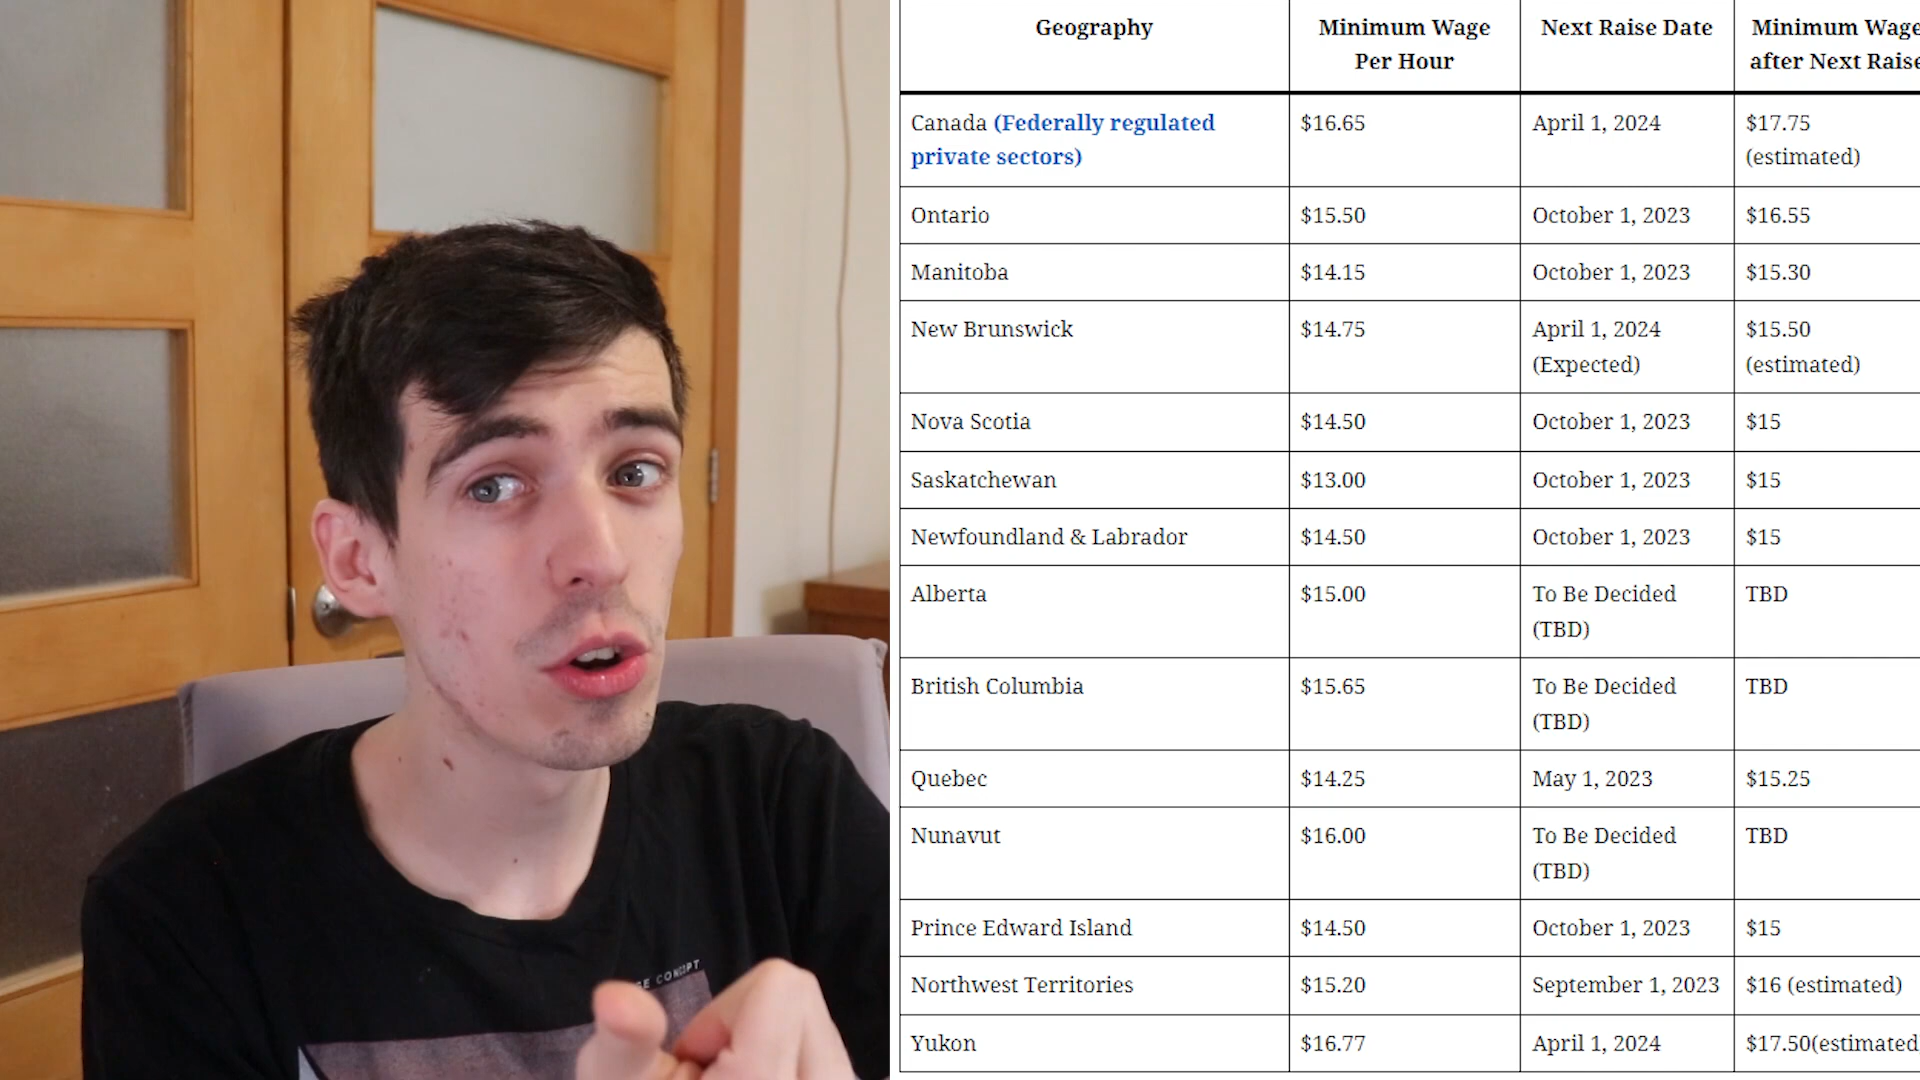 Geography
Minimum Wage
Per Hour
Next Raise Date
Minimum Wage
after Next Raise
Canada (Federally regulated
private sectors)
$16.65
April 1, 2024
$17.75
(estimated)
Ontario
$15.50
October 1, 2023
$16.55
Manitoba
$14.15
October 1, 2023
$15.30
New Brunswick
$14.75
April 1, 2024
(Expected)
$15.50
(estimated)
Nova Scotia
$14.50
October 1, 2023
$15
Saskatchewan
$13.00
October 1, 2023
$15
Newfoundland & Labrador
$14.50
October 1, 2023
$15
Alberta
$15.00
To Be Decided
(TBD)
TBD
British Columbia
$15.65
To Be Decided
(TBD)
TBD
Quebec
$14.25
May 1, 2023
$15.25
Nunavut
$16.00
To Be Decided
(TBD)
TBD
Prince Edward Island
$14.50
October 1, 2023
$15
Northwest Territories
$15.20
September 1, 2023
$16 (estimated)
Yukon
$16.77
April 1, 2024
$17.50(estimated
CONCEPT